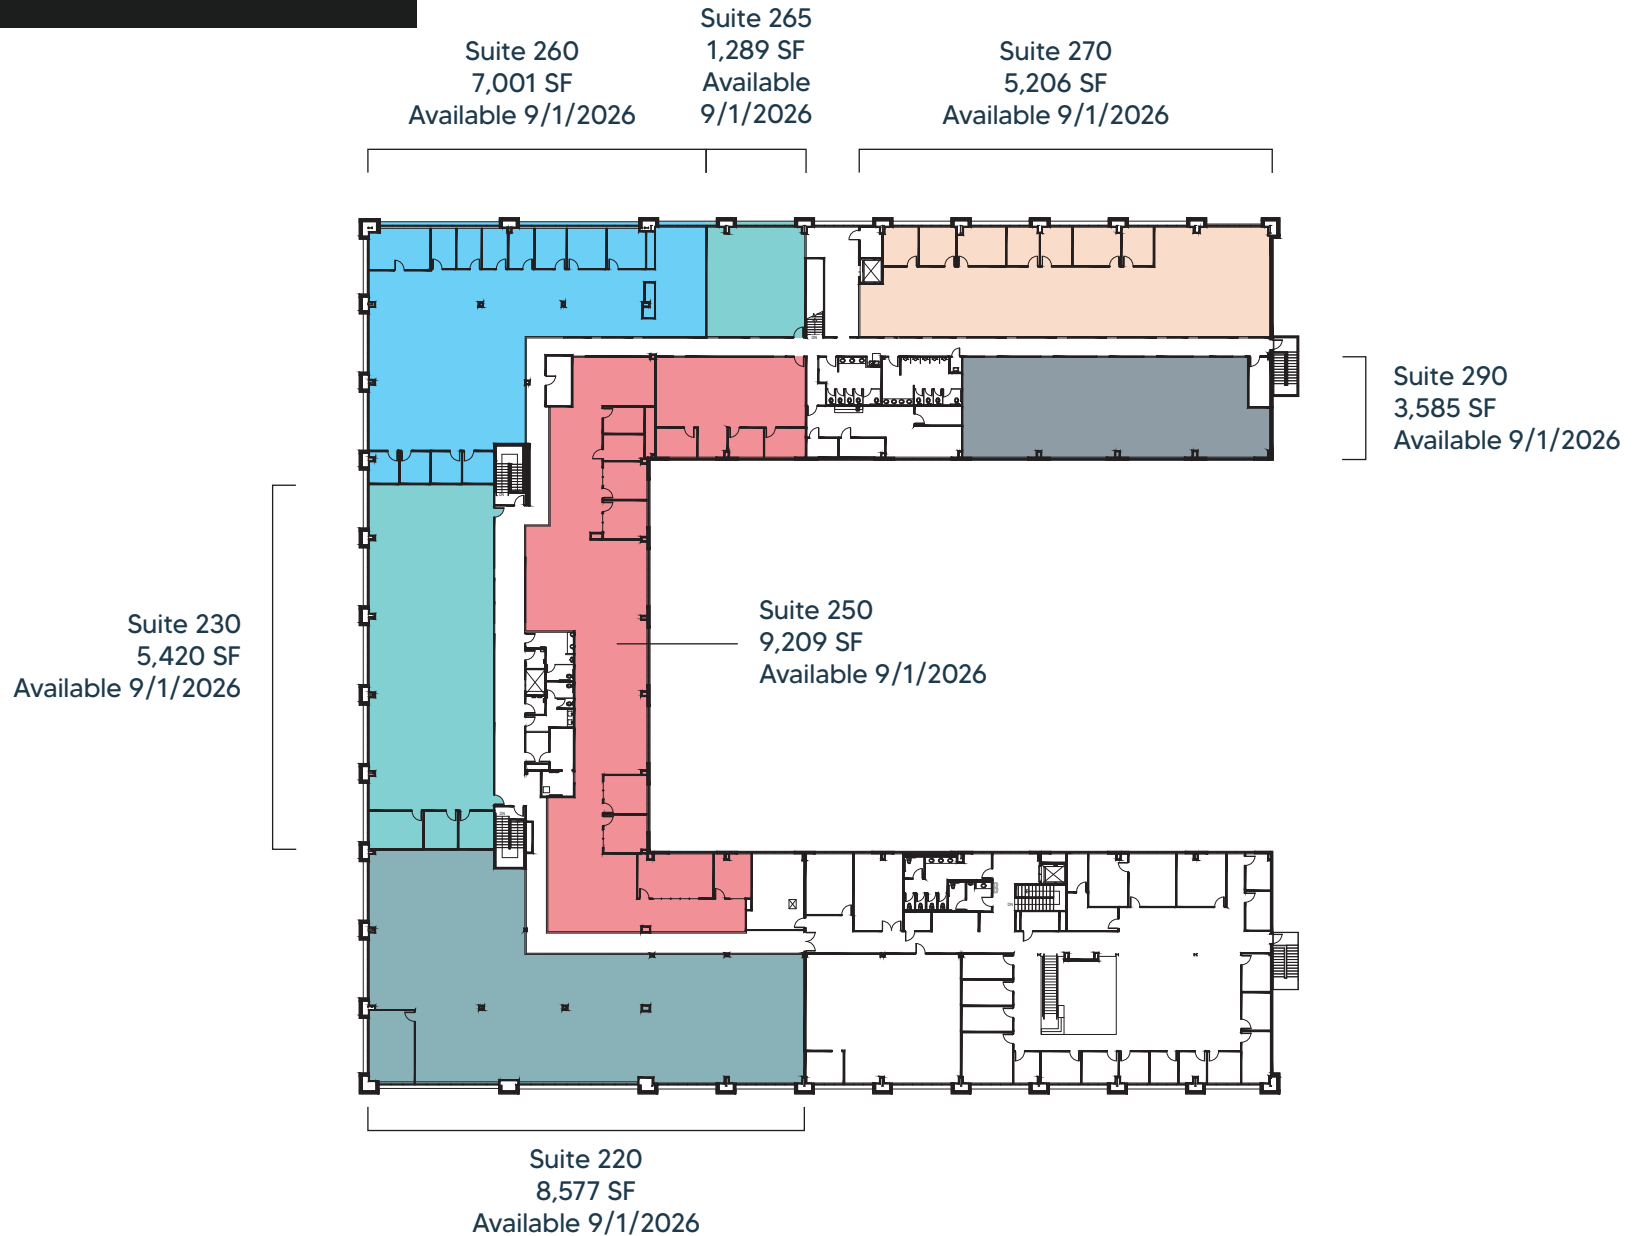 Suite 260
7,001 SF
Available 9/1/2026
Suite 265
1,289 SF
Available
9/1/2026
Suite 270
5,206 SF
Available 9/1/2026
Suite 290
3,585 SF
Available 9/1/2026
Suite 230
5,420 SF
Available 9/1/2026
Suite 250
9,209 SF
Available 9/1/2026
Suite 220
8,577 SF
Available 9/1/2026